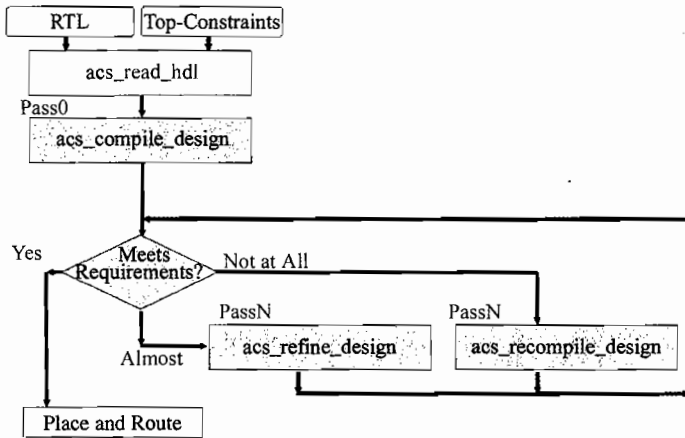 RTL
Top-Constraints
acs_read_hdl
Pass0
acs_compile_design
Yes
Meets
Requirements?
Not at All
PassN
PassN
acs_refine_design
acs_recompile_design
Almost
Place and Route